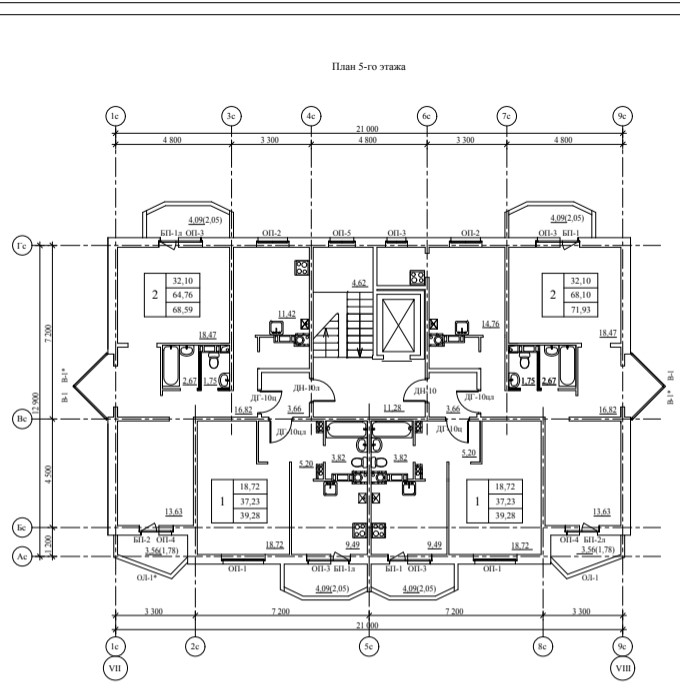 План 5-го этажа
1с 3с 4с 6с 7с 9с
21 000
4 800 3 300 4 800 3 300 4 800
4.09(2,05) 4.09(2,05)
БП-1л ОП-3 ОП-2 ОП-5 ОП-3 ОП-2 ОП-3 БП-1
Гс
2 32,10 64,76 68,59
4.62
2 32,10 68,10 71,93
11.42 14.76
18.47 18.47
7 200
2.67 1.75 1.75 2.67
В-1 В-1*
12 900
ДН-10л ДН-10
В-1* В-1
ДГ-10ц ДГ-10цл
16.82 3.66 11.28 3.66 16.82
Вс
ДГ-10цл ДГ-10ц
5.20 3.82 3.82 5.20
4 500
1 18,72 37,23 39,28
1 18,72 37,23 39,28
13.63 13.63
Бс
БП-2 ОП-4 18.72 9.49 9.49 18.72 ОП-4 БП-2л
3.56(1,78) 3.56(1,78)
Ас
1 200
ОП-1 ОП-3 БП-1л БП-1 ОП-3 ОП-1
ОЛ-1* ОЛ-1
4.09(2,05) 4.09(2,05)
3 300 7 200 7 200 3 300
21 000
1с 2с 5с 8с 9с
VII VIII